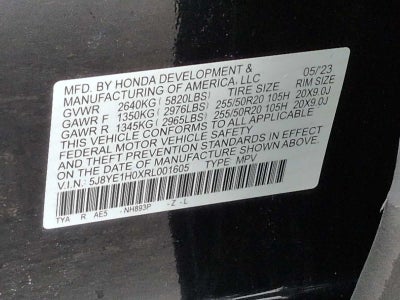 MFD. BY HONDA DEVELOPMENT &
MANUFACTURING OF AMERICA, LLC 05/23
GVWR 2640KG ( 5820LBS) TIRE SIZE RIM SIZE
GAWR F 1350KG ( 2976LBS) 255/50R20 105H 20X9.0J
GAWR R 1345KG ( 2965LBS) 255/50R20 105H 20X9.0J
THIS VEHICLE CONFORMS TO ALL APPLICABLE
FEDERAL MOTOR VEHICLE SAFETY
AND THEFT PREVENTION STANDARDS IN EFFECT
ON THE DATE OF MANUFACTURE SHOWN ABOVE.
V.I.N.: 5J8YE1H0XRL001605 TYPE: MPV
TYA R AE5 -NH893P - Z - L